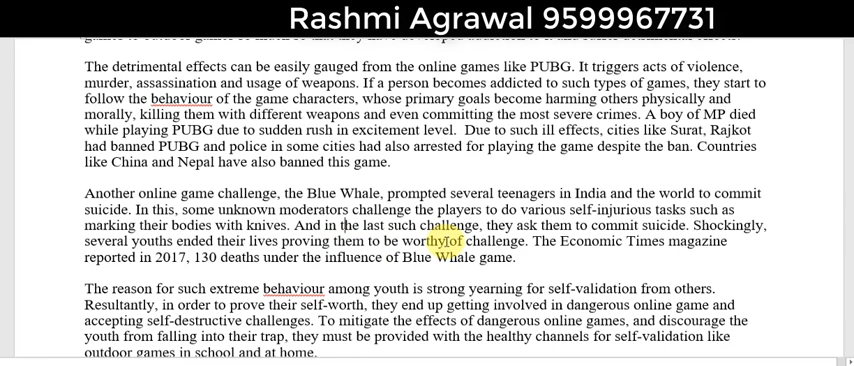 Rashmi Agrawal 9599967731
The detrimental effects can be easily gauged from the online games like PUBG. It triggers acts of violence,
murder, assassination and usage of weapons. If a person becomes addicted to such types of games, they start to
follow the behaviour of the game characters, whose primary goals become harming others physically and
morally, killing them with different weapons and even committing the most severe crimes. A boy of MP died
while playing PUBG due to sudden rush in excitement level.  Due to such ill effects, cities like Surat, Rajkot
had banned PUBG and police in some cities had also arrested for playing the game despite the ban. Countries
like China and Nepal have also banned this game.
Another online game challenge, the Blue Whale, prompted several teenagers in India and the world to commit
suicide. In this, some unknown moderators challenge the players to do various self-injurious tasks such as
marking their bodies with knives. And in the last such challenge, they ask them to commit suicide. Shockingly,
several youths ended their lives proving them to be worthy of challenge. The Economic Times magazine
reported in 2017, 130 deaths under the influence of Blue Whale game.
The reason for such extreme behaviour among youth is strong yearning for self-validation from others.
Resultantly, in order to prove their self-worth, they end up getting involved in dangerous online game and
accepting self-destructive challenges. To mitigate the effects of dangerous online games, and discourage the
youth from falling into their trap, they must be provided with the healthy channels for self-validation like
outdoor games in school and at home.